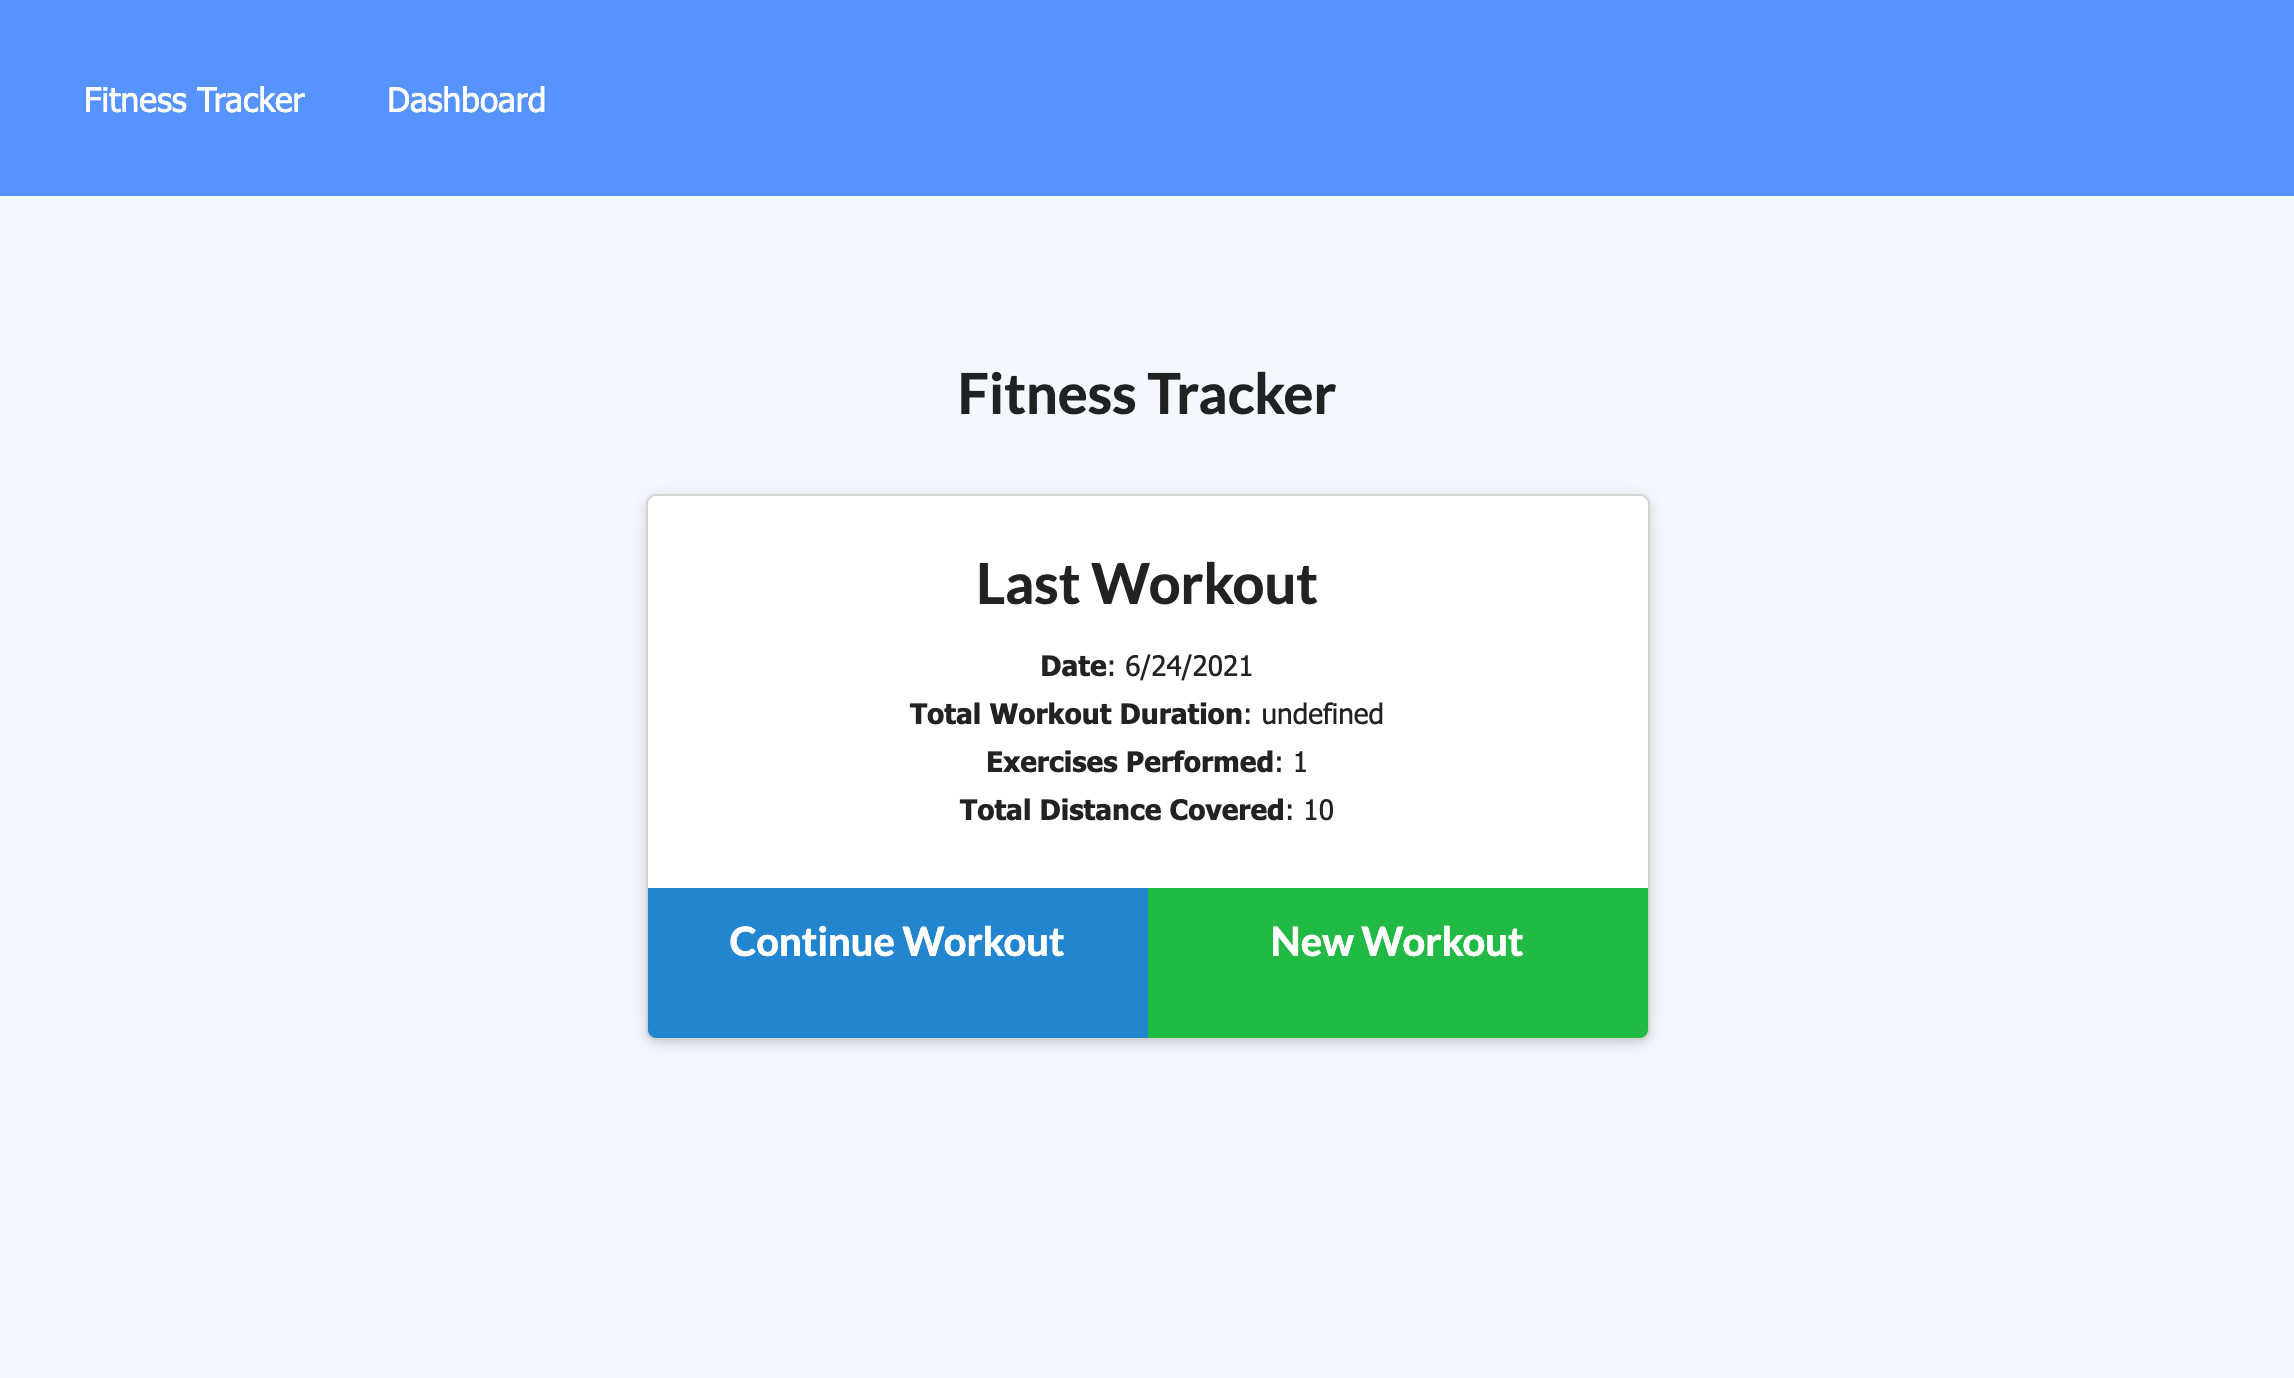 Fitness Tracker Dashboard
Fitness Tracker
Last Workout
Date: 6/24/2021
Total Workout Duration: undefined
Exercises Performed: 1
Total Distance Covered: 10
Continue Workout New Workout